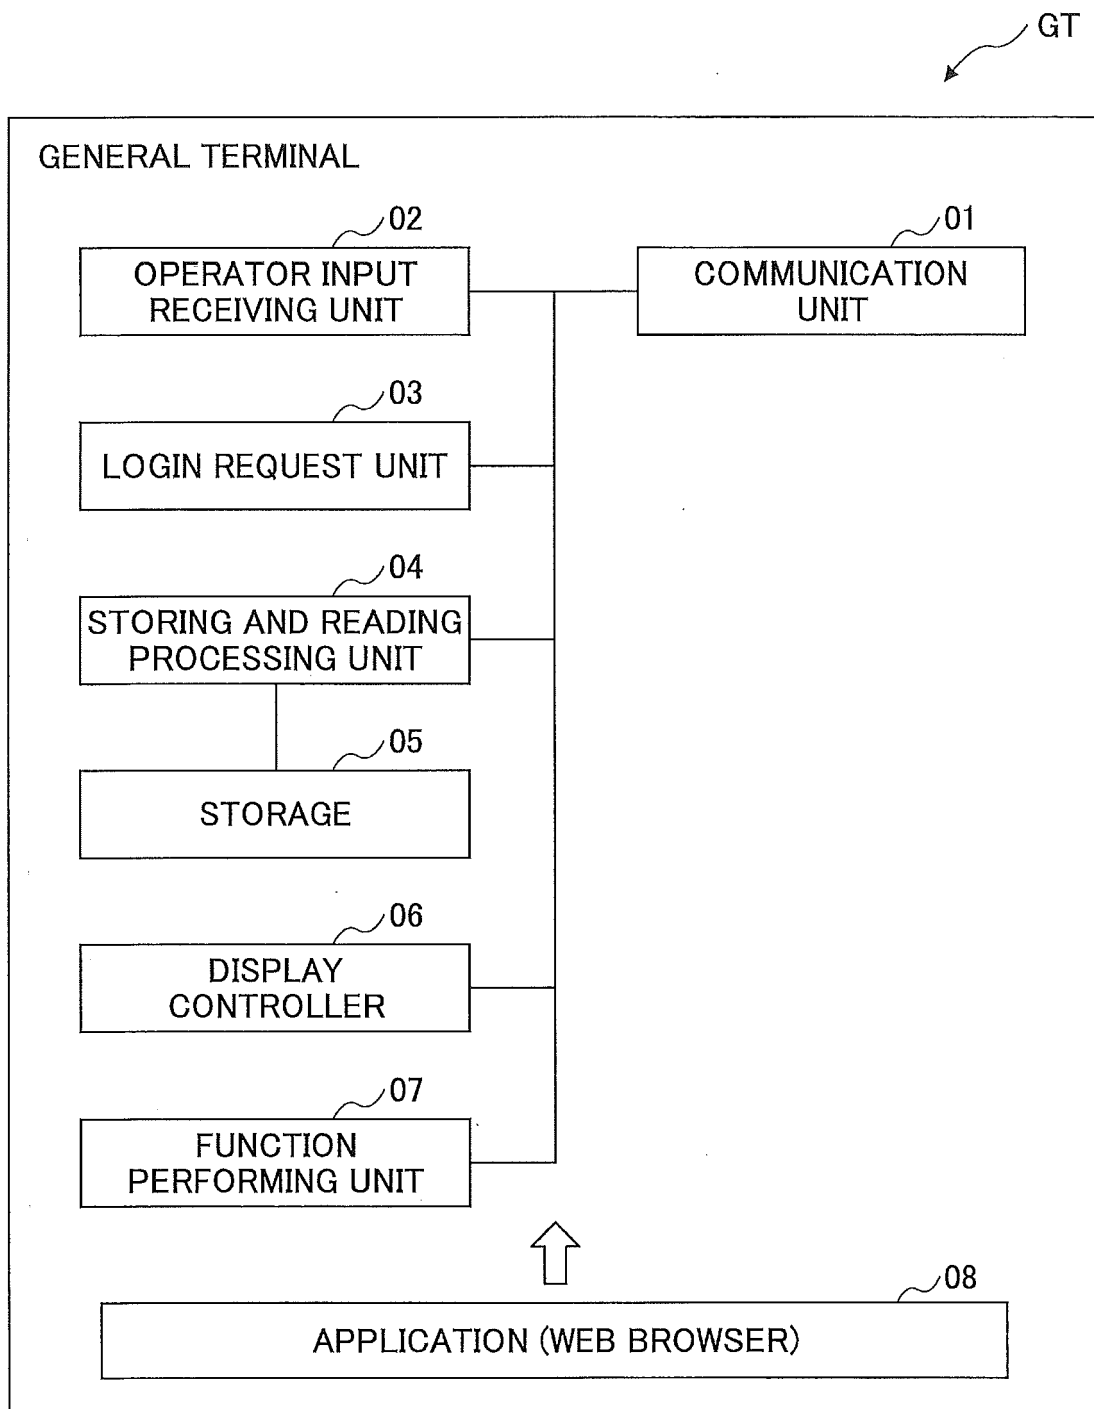 GT
GENERAL TERMINAL
02
OPERATOR INPUT
RECEIVING UNIT
01
COMMUNICATION
UNIT
03
LOGIN REQUEST UNIT
04
STORING AND READING
PROCESSING UNIT
05
STORAGE
06
DISPLAY
CONTROLLER
07
FUNCTION
PERFORMING UNIT
08
APPLICATION (WEB BROWSER)